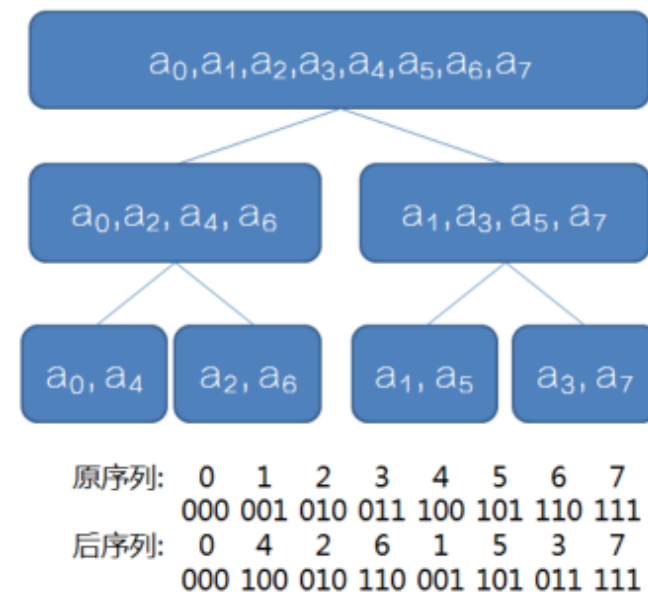 a₀,a₁,a₂,a₃,a₄,a₅,a₆,a₇
a₀,a₂, a₄, a₆
a₁,a₃, a₅, a₇
a₀, a₄
a₂, a₆
a₁, a₅
a₃, a₇
原序列: 0 1 2 3 4 5 6 7
000 001 010 011 100 101 110 111
后序列: 0 4 2 6 1 5 3 7
000 100 010 110 001 101 011 111